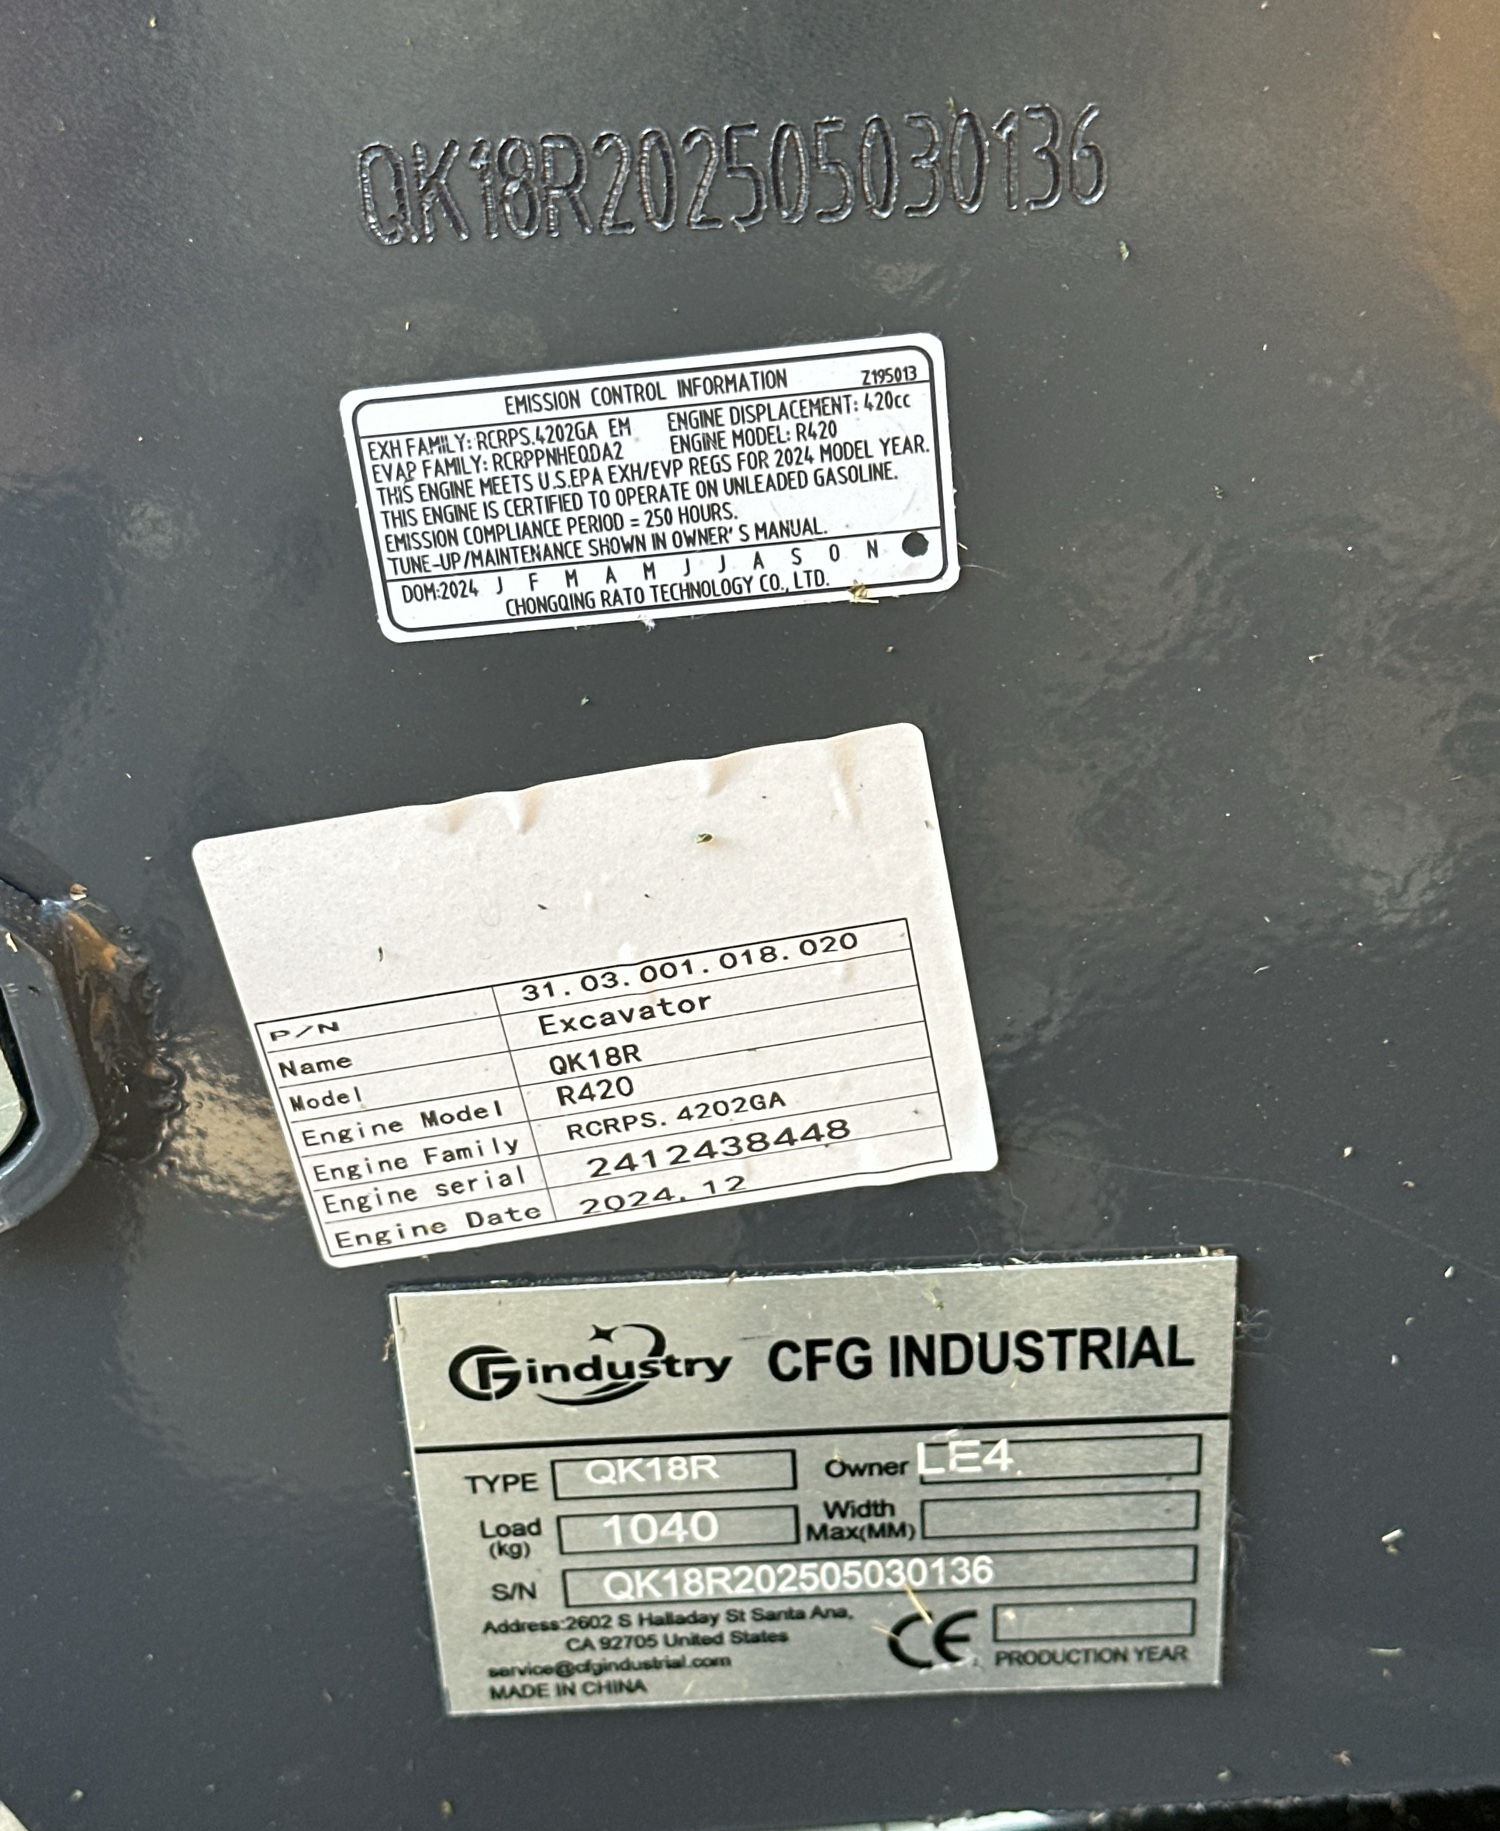 QK18R202505030136
EMISSION CONTROL INFORMATION Z195013
EXH FAMILY: RCRPS.4202GA EM ENGINE DISPLACEMENT: 420cc
EVAP FAMILY: RCRPPNHEQDA2 ENGINE MODEL: R420
THIS ENGINE MEETS U.S.EPA EXH/EVP REGS FOR 2024 MODEL YEAR.
THIS ENGINE IS CERTIFIED TO OPERATE ON UNLEADED GASOLINE.
EMISSION COMPLIANCE PERIOD = 250 HOURS.
TUNE-UP/MAINTENANCE SHOWN IN OWNER'S MANUAL.
DOM:2024 J F M A M J J A S O N
CHONGQING RATO TECHNOLOGY CO., LTD.
P/N 31.03.001.018.020
Name Excavator
Model QK18R
Engine Model R420
Engine Family RCRPS.4202GA
Engine serial 2412438448
Engine Date 2024.12
CFG industry CFG INDUSTRIAL
TYPE QK18R Owner LE4
Load (kg) 1040 Width Max(MM)
S/N QK18R202505030136
Address:2602 S Halladay St Santa Ana,
CA 92705 United States
service@cfgindustrial.com
MADE IN CHINA
CE PRODUCTION YEAR